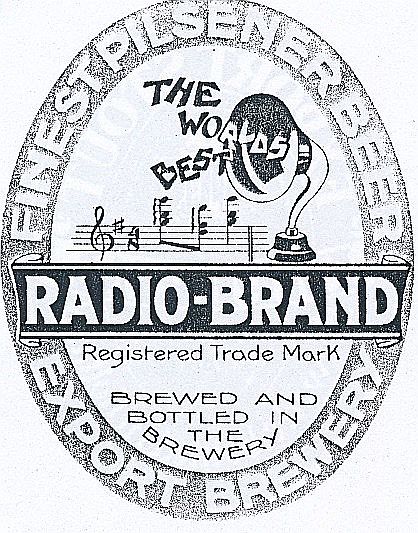 FINEST PILSENER BEER
THE
WORLDS
BEST
RADIO-BRAND
Registered Trade Mark
BREWED AND
BOTTLED IN
THE
BREWERY
EXPORT BREWERY